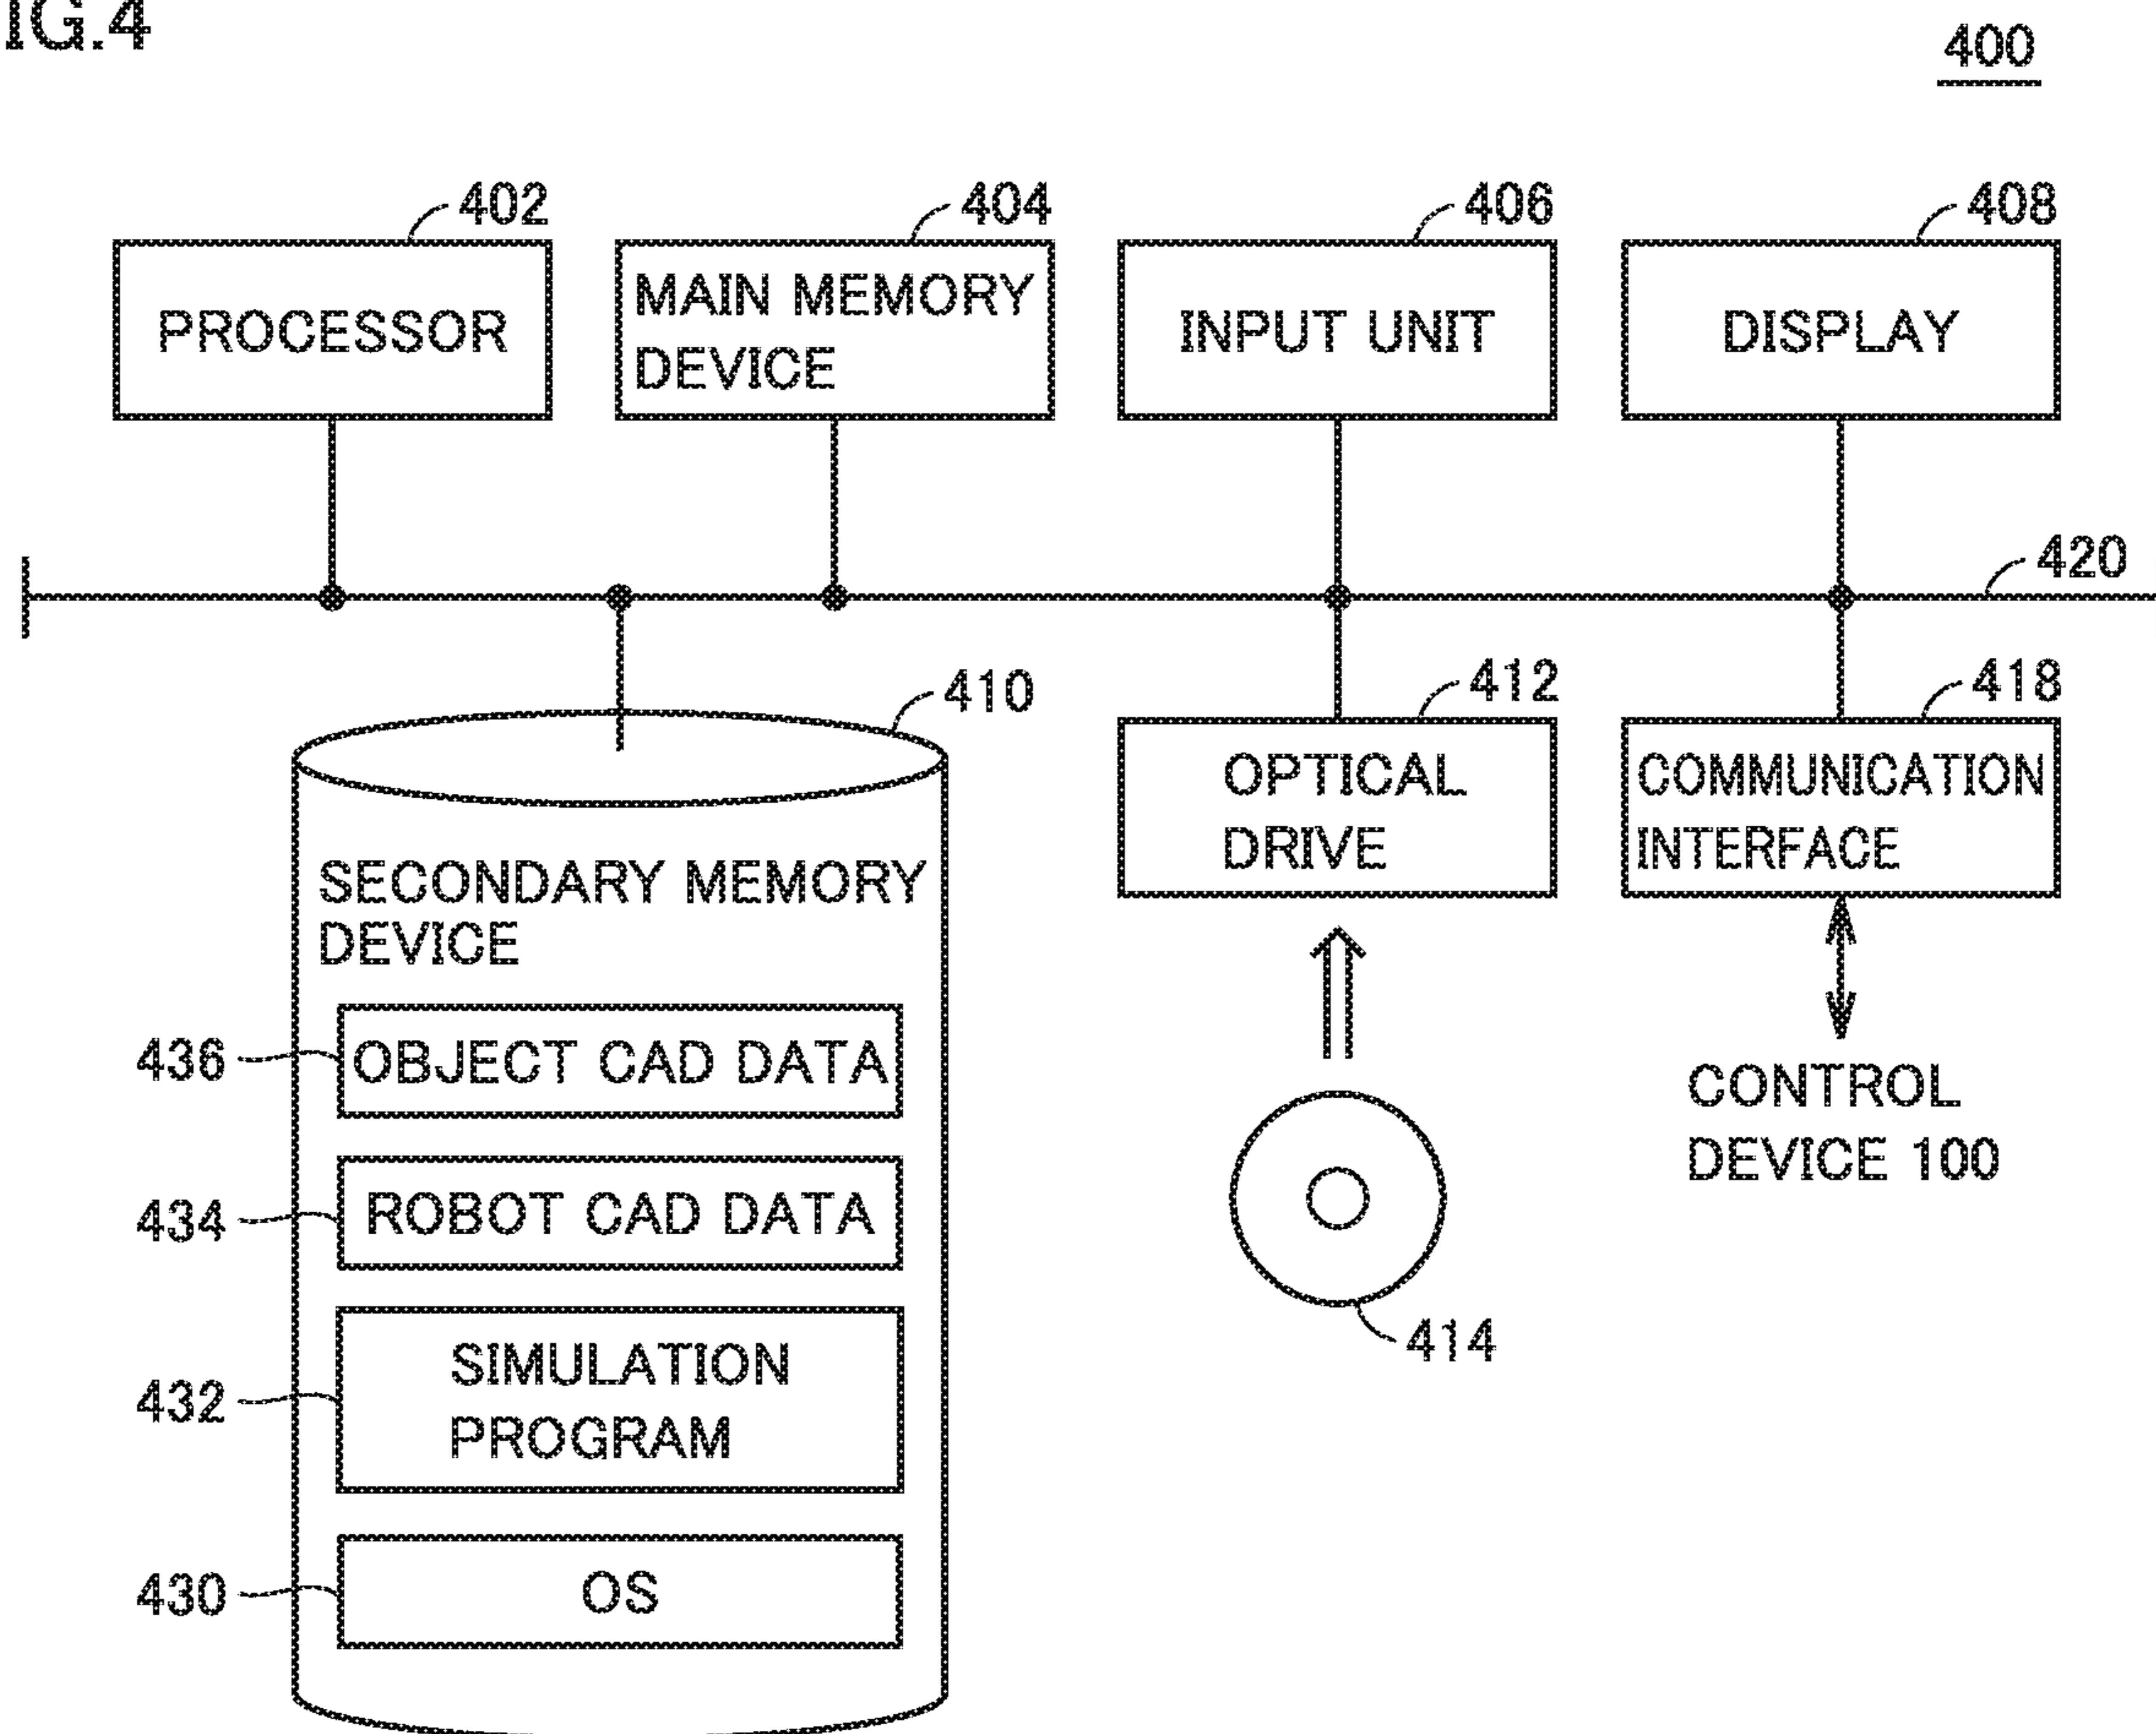 IG.4
400
402
404
406
408
PROCESSOR
MAIN MEMORY
DEVICE
INPUT UNIT
DISPLAY
420
410
412
418
OPTICAL
DRIVE
COMMUNICATION
INTERFACE
SECONDARY MEMORY
DEVICE
436
OBJECT CAD DATA
CONTROL
DEVICE 100
434
ROBOT CAD DATA
414
432
SIMULATION
PROGRAM
430
OS